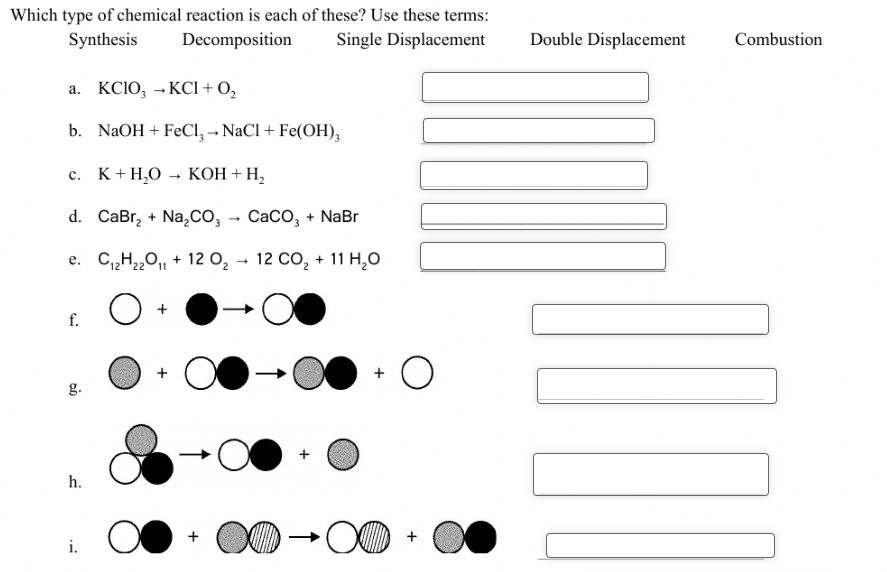 Which type of chemical reaction is each of these? Use these terms:
Synthesis Decomposition Single Displacement Double Displacement Combustion
a. KClO₃ →KCl + O₂
b. NaOH + FeCl₃→NaCl + Fe(OH)₃
c. K + H₂O → KOH + H₂
d. CaBr₂ + Na₂CO₃ → CaCO₃ + NaBr
e. C₁₂H₂₂O₁₁ + 12 O₂ → 12 CO₂ + 11 H₂O
f. + →
g. + → +
h. → +
i. + → +